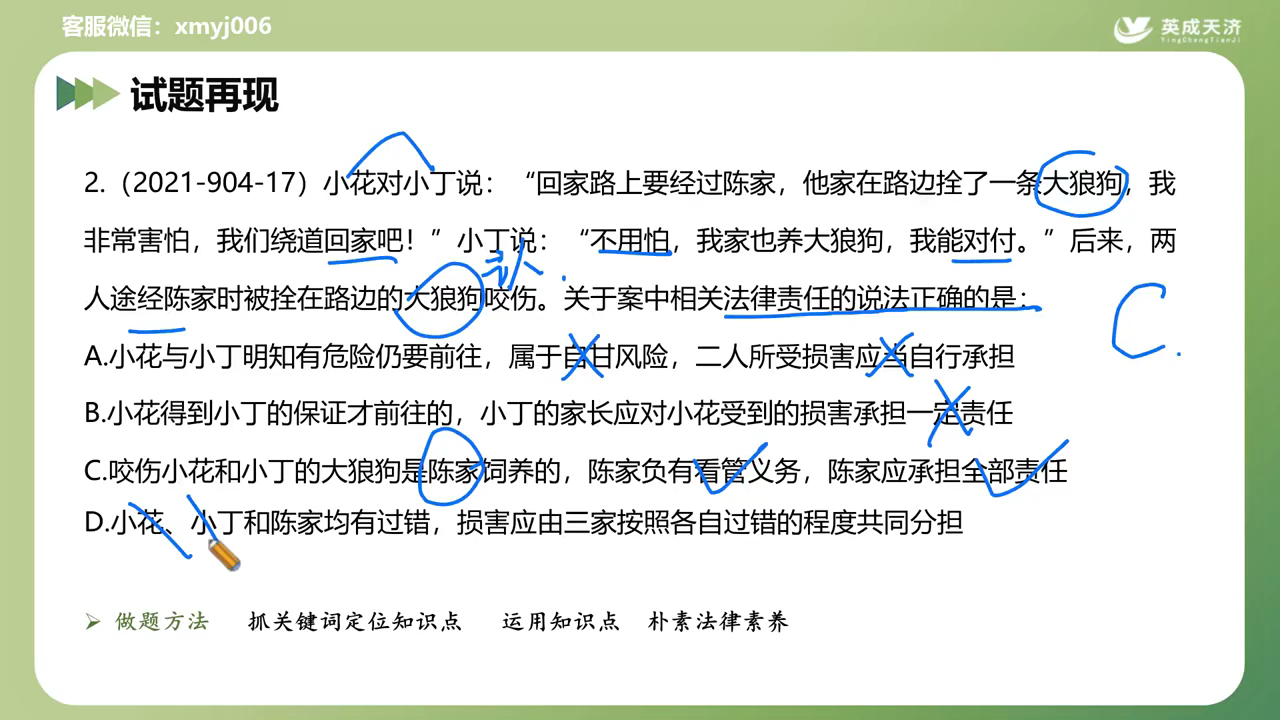 客服微信：xmyj006
英成天济
YingChengTianJi
试题再现
2.（2021-904-17）小花对小丁说：“回家路上要经过陈家，他家在路边拴了一条大狼狗，我
非常害怕，我们绕道回家吧！”小丁说：“不用怕，我家也养大狼狗，我能对付。”后来，两
人途经陈家时被拴在路边的大狼狗咬伤。关于案中相关法律责任的说法正确的是：
C.
A.小花与小丁明知有危险仍要前往，属于自甘风险，二人所受损害应当自行承担
B.小花得到小丁的保证才前往的，小丁的家长应对小花受到的损害承担一定责任
C.咬伤小花和小丁的大狼狗是陈家饲养的，陈家负有看管义务，陈家应承担全部责任
D.小花、小丁和陈家均有过错，损害应由三家按照各自过错的程度共同分担
做题方法 抓关键词定位知识点 运用知识点 朴素法律素养